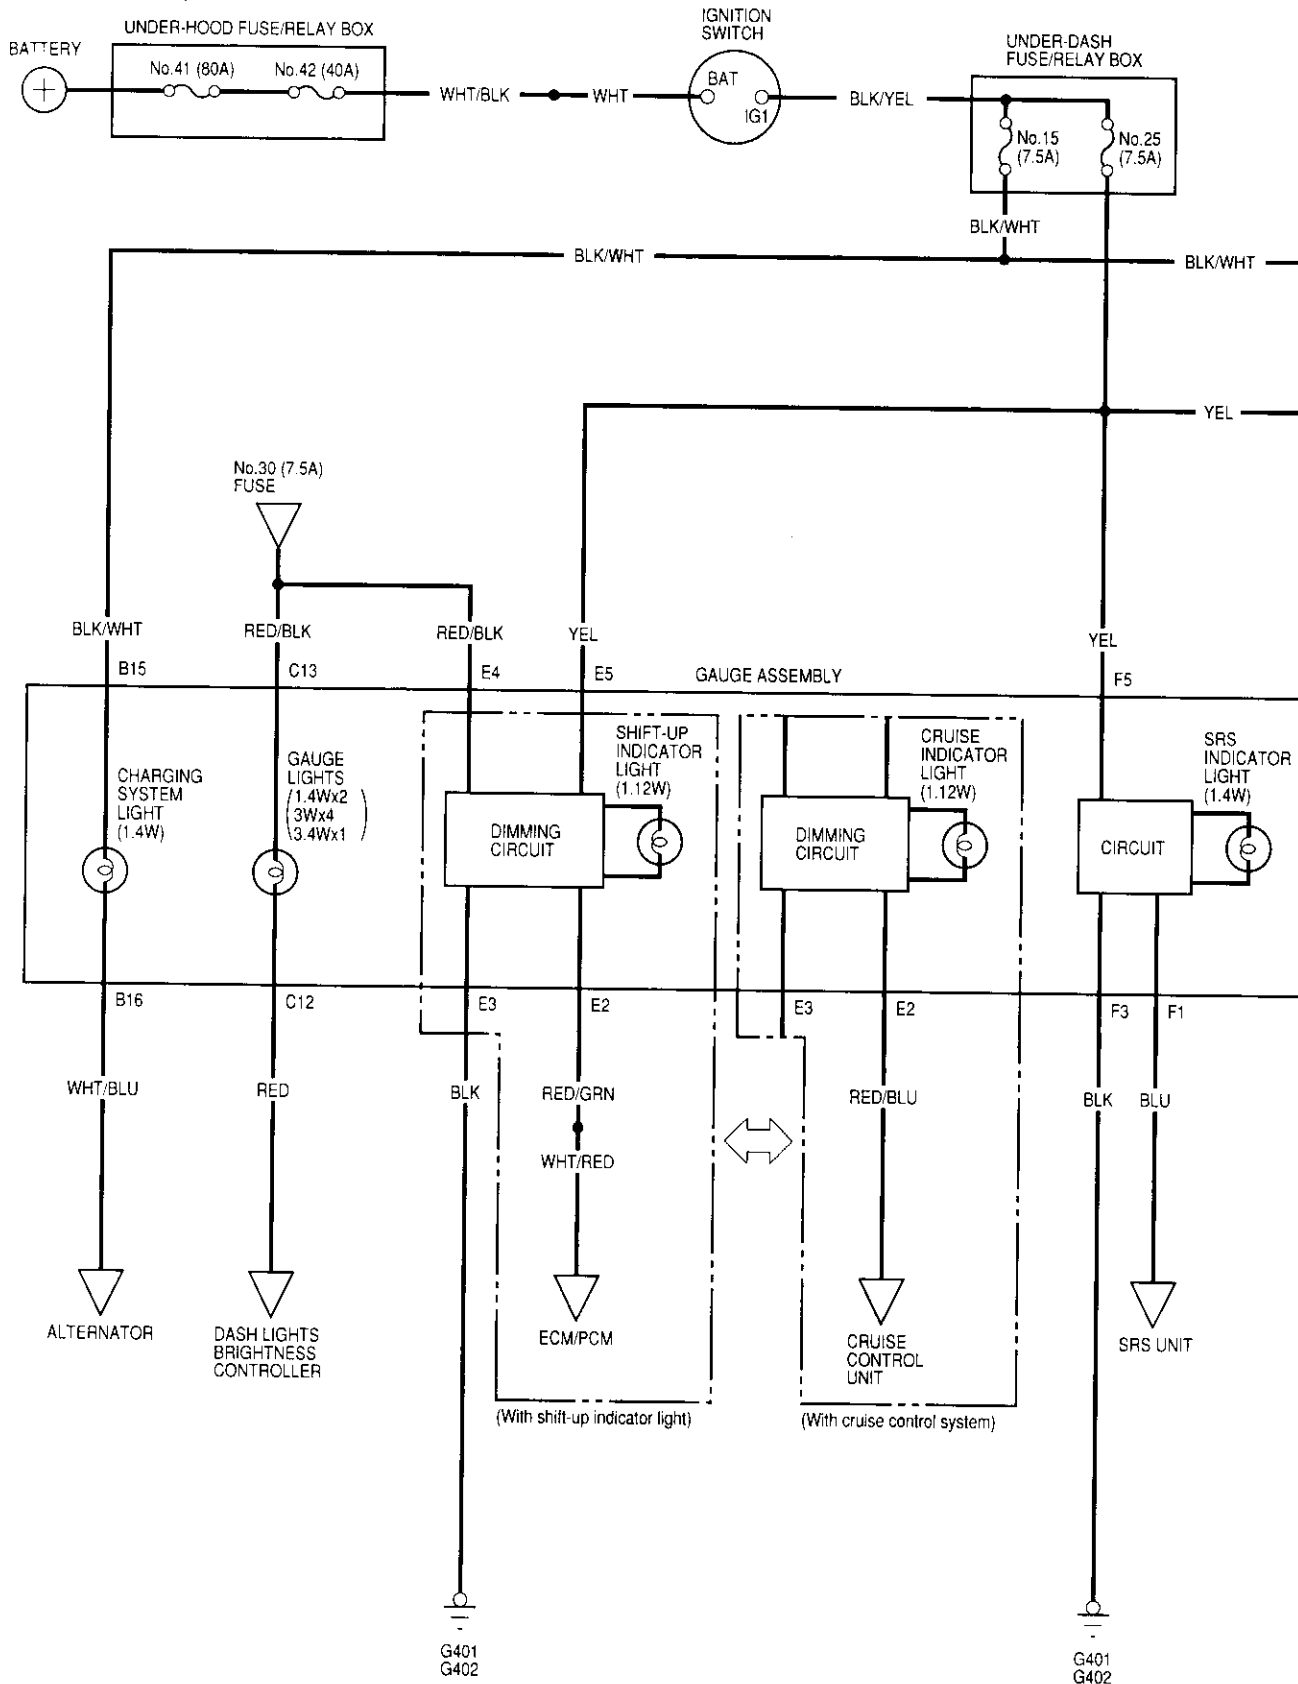 UNDER-HOOD FUSE/RELAY BOX
IGNITION
SWITCH
BATTERY
No.41 (80A)
No.42 (40A)
UNDER-DASH
FUSE/RELAY BOX
BAT
IG1
WHT/BLK
WHT
BLK/YEL
No.15
(7.5A)
No.25
(7.5A)
BLK/WHT
BLK/WHT
BLK/WHT
YEL
No.30 (7.5A)
FUSE
BLK/WHT
RED/BLK
RED/BLK
YEL
YEL
B15
C13
E4
E5
GAUGE ASSEMBLY
F5
CHARGING
SYSTEM
LIGHT
(1.4W)
GAUGE
LIGHTS
(1.4Wx2
3Wx4
3.4Wx1)
SHIFT-UP
INDICATOR
LIGHT
(1.12W)
CRUISE
INDICATOR
LIGHT
(1.12W)
SRS
INDICATOR
LIGHT
(1.4W)
DIMMING
CIRCUIT
DIMMING
CIRCUIT
CIRCUIT
B16
C12
E3
E2
E3
E2
F3
F1
WHT/BLU
RED
BLK
RED/GRN
RED/BLU
BLK
BLU
WHT/RED
ALTERNATOR
DASH LIGHTS
BRIGHTNESS
CONTROLLER
ECM/PCM
CRUISE
CONTROL
UNIT
SRS UNIT
(With shift-up indicator light)
(With cruise control system)
G401
G402
G401
G402